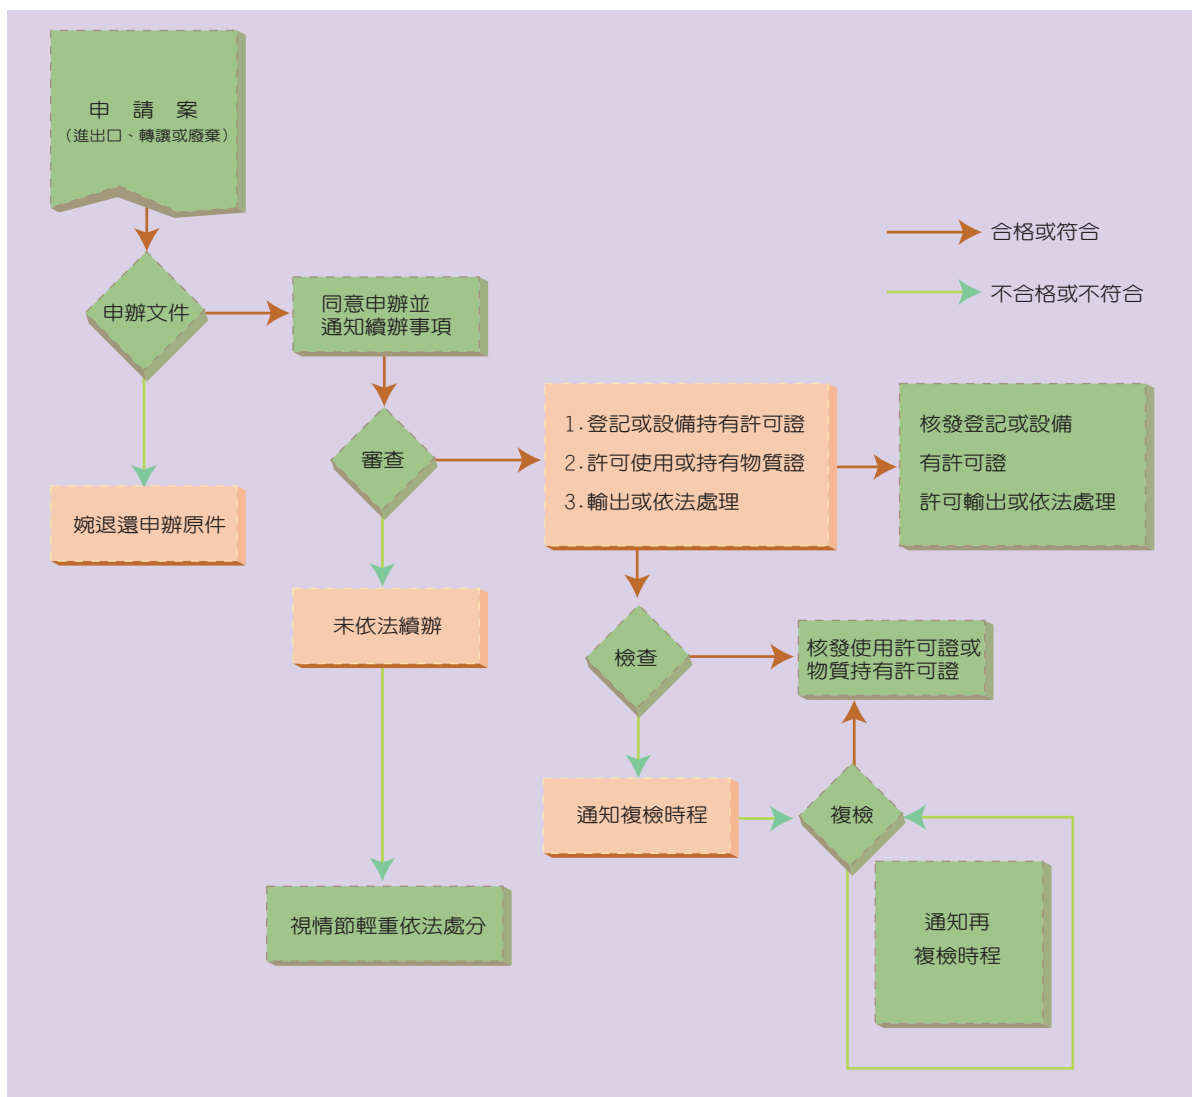 申請案
（進出口、轉讓或廢棄）
合格或符合
不合格或不符合
申辦文件
同意申辦並
通知續辦事項
審查
1.登記或設備持有許可證
2.許可使用或持有物質證
3.輸出或依法處理
核發登記或設備
有許可證
許可輸出或依法處理
婉退還申辦原件
未依法續辦
檢查
核發使用許可證或
物質持有許可證
通知複檢時程
複檢
視情節輕重依法處分
通知再
複檢時程